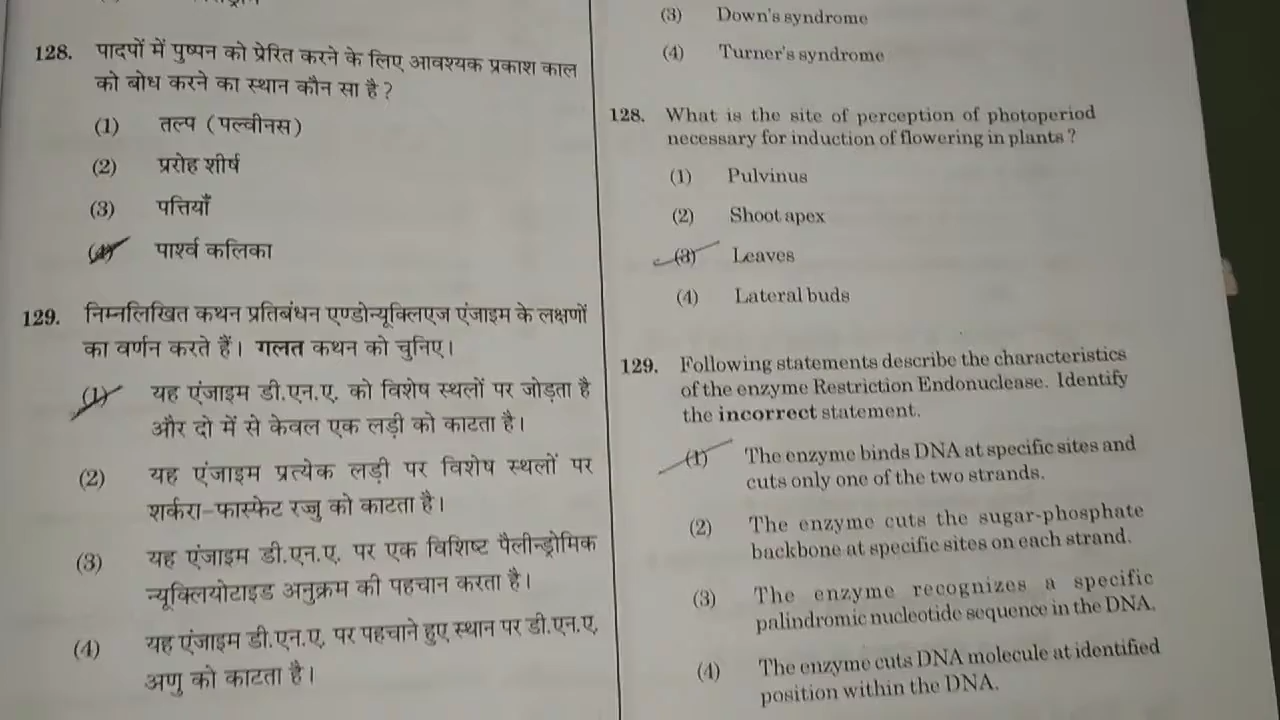 128. पादपों में पुष्पन को प्रेरित करने के लिए आवश्यक प्रकाश काल
को बोध करने का स्थान कौन सा है ?
(1) तल्प (पल्वीनस)
(2) प्ररोह शीर्ष
(3) पत्तियाँ
(4) पार्श्व कलिका
129. निम्नलिखित कथन प्रतिबंधन एण्डोन्यूक्लिएज एंजाइम के लक्षणों
का वर्णन करते हैं। गलत कथन को चुनिए।
(1) यह एंजाइम डी.एन.ए. को विशेष स्थलों पर जोड़ता है
और दो में से केवल एक लड़ी को काटता है।
(2) यह एंजाइम प्रत्येक लड़ी पर विशेष स्थलों पर
शर्करा-फास्फेट रज्जु को काटता है।
(3) यह एंजाइम डी.एन.ए. पर एक विशिष्ट पैलीन्ड्रोमिक
न्यूक्लियोटाइड अनुक्रम की पहचान करता है।
(4) यह एंजाइम डी.एन.ए. पर पहचाने हुए स्थान पर डी.एन.ए.
अणु को काटता है।
(3) Down's syndrome
(4) Turner's syndrome
128. What is the site of perception of photoperiod
necessary for induction of flowering in plants ?
(1) Pulvinus
(2) Shoot apex
(3) Leaves
(4) Lateral buds
129. Following statements describe the characteristics
of the enzyme Restriction Endonuclease. Identify
the incorrect statement.
(1) The enzyme binds DNA at specific sites and
cuts only one of the two strands.
(2) The enzyme cuts the sugar-phosphate
backbone at specific sites on each strand.
(3) The enzyme recognizes a specific
palindromic nucleotide sequence in the DNA.
(4) The enzyme cuts DNA molecule at identified
position within the DNA.